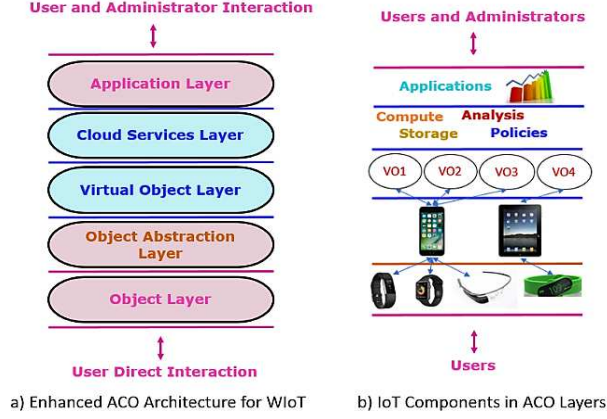 User and Administrator Interaction
Application Layer
Cloud Services Layer
Virtual Object Layer
Object Abstraction
Layer
Object Layer
User Direct Interaction
a) Enhanced ACO Architecture for WIoT
Users and Administrators
Applications
Compute Analysis
Storage Policies
VO1 VO2 VO3 VO4
Users
b) IoT Components in ACO Layers